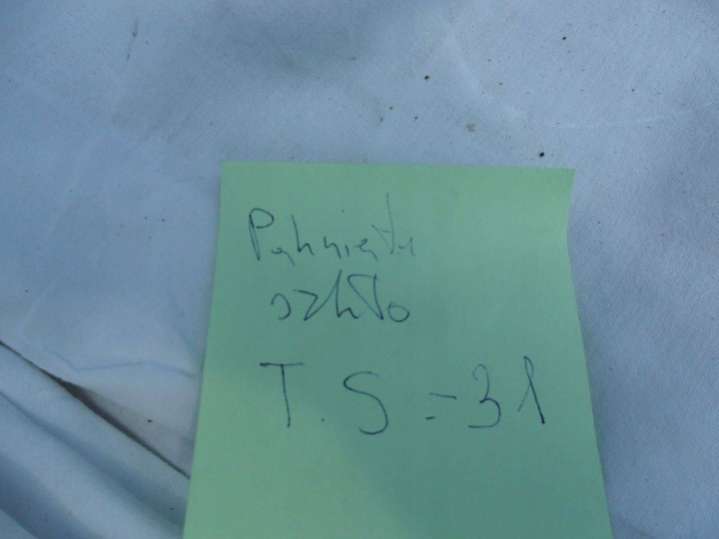 szkło
T.S = 31